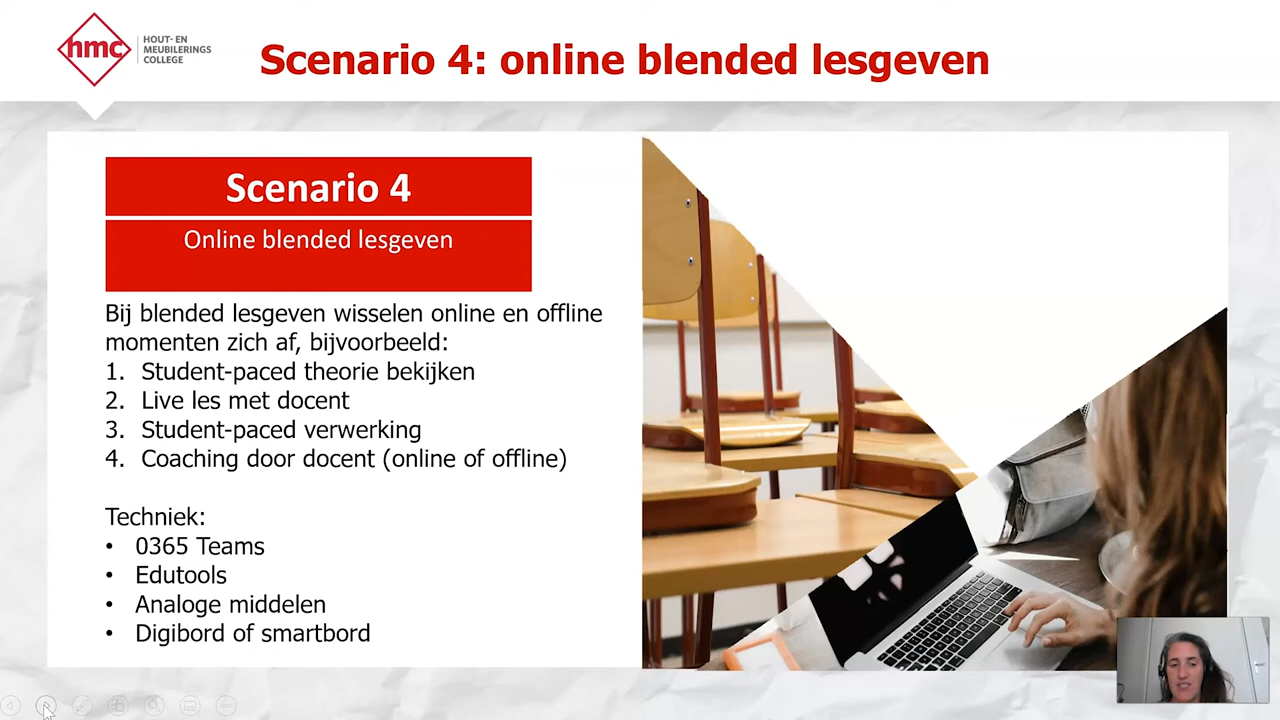 hmc
HOUT- EN
MEUBILERINGS
COLLEGE
Scenario 4: online blended lesgeven
Scenario 4
Online blended lesgeven
Bij blended lesgeven wisselen online en offline
momenten zich af, bijvoorbeeld:
1. Student-paced theorie bekijken
2. Live les met docent
3. Student-paced verwerking
4. Coaching door docent (online of offline)
Techniek:
• 0365 Teams
• Edutools
• Analoge middelen
• Digibord of smartbord